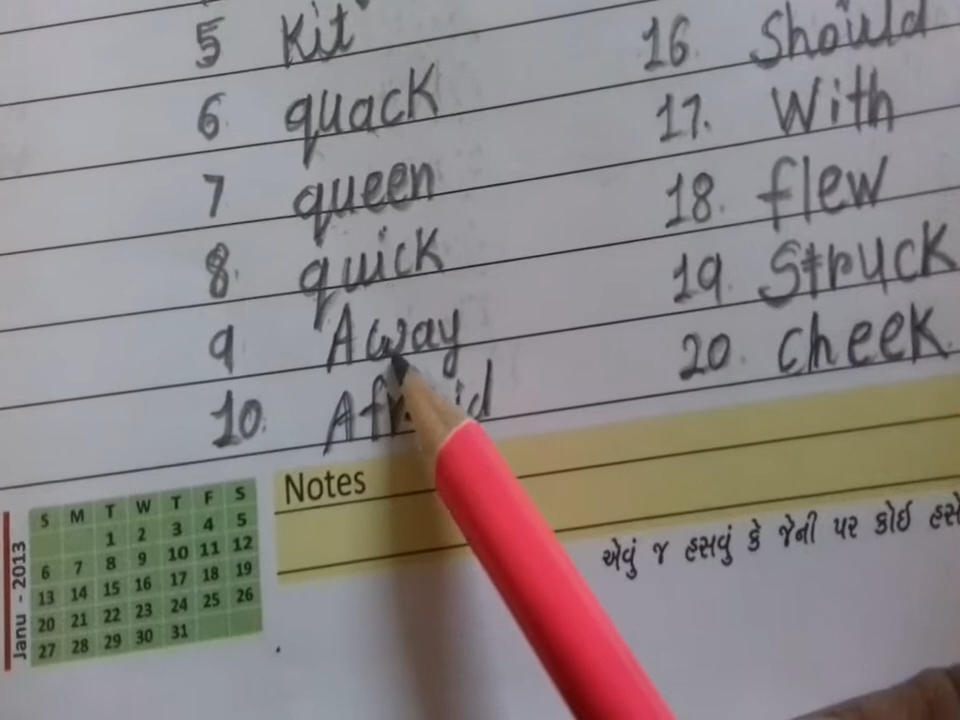 5 Kit
6. quack
7 queen
8. quick
9 Away
10. Afraid
16. Should
17. With
18. flew
19. Struck
20. Cheek
Notes
Janu - 2013
S M T W T F S
1 2 3 4 5
6 7 8 9 10 11 12
13 14 15 16 17 18 19
20 21 22 23 24 25 26
27 28 29 30 31
એવું જ હસવું કે જેની પર કોઈ હસે